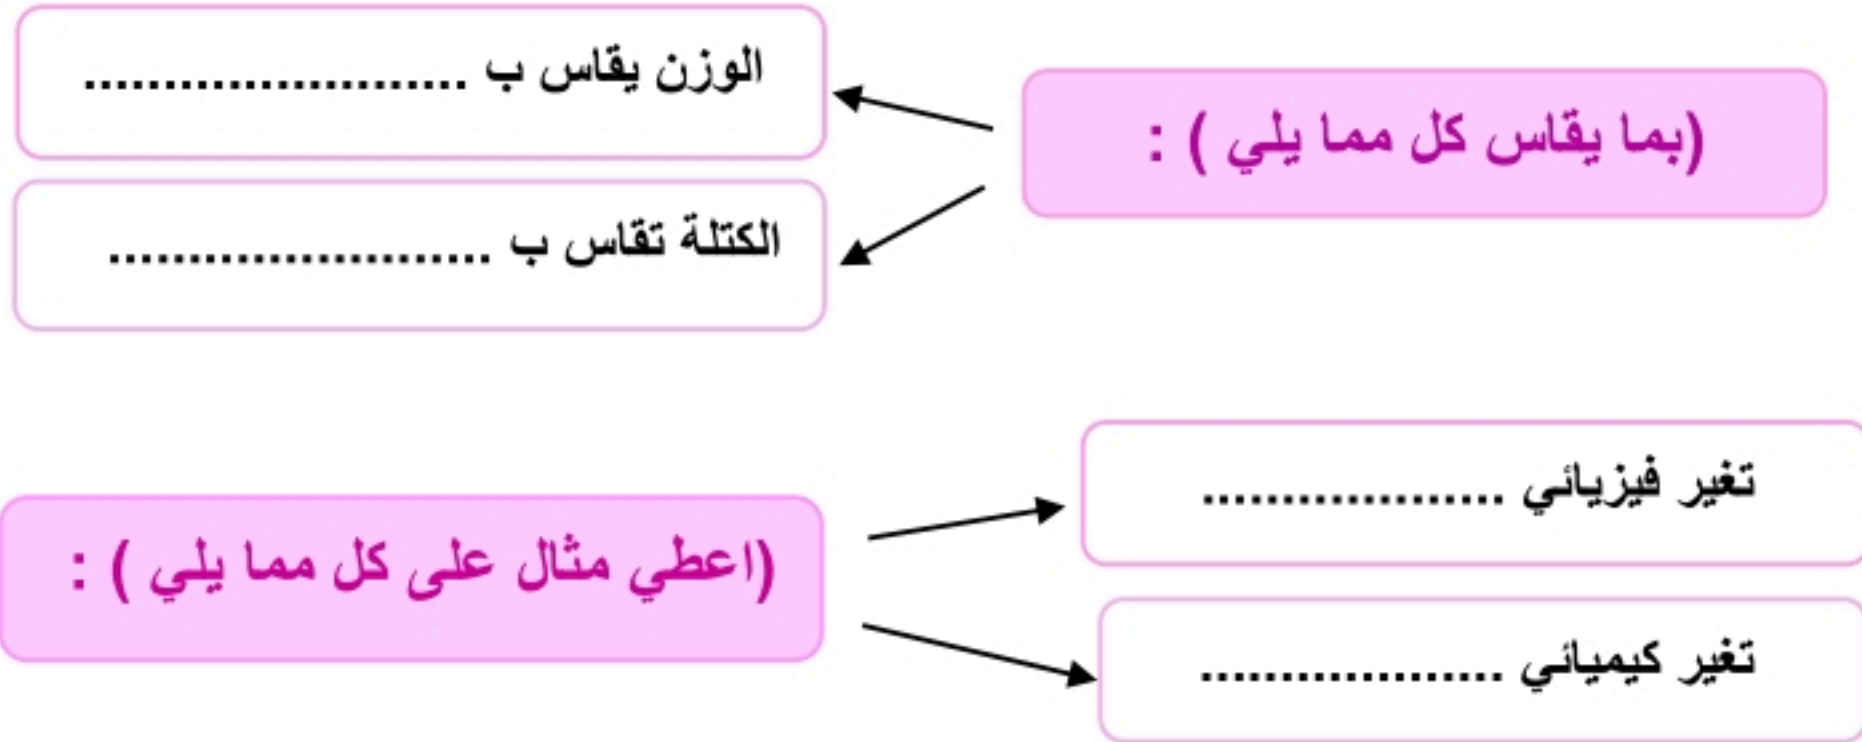 (بما يقاس كل مما يلي ) :
الوزن يقاس ب ........................
الكتلة تقاس ب ........................
(اعطي مثال على كل مما يلي ) :
تغير فيزيائي ...................
تغير كيميائي ...................